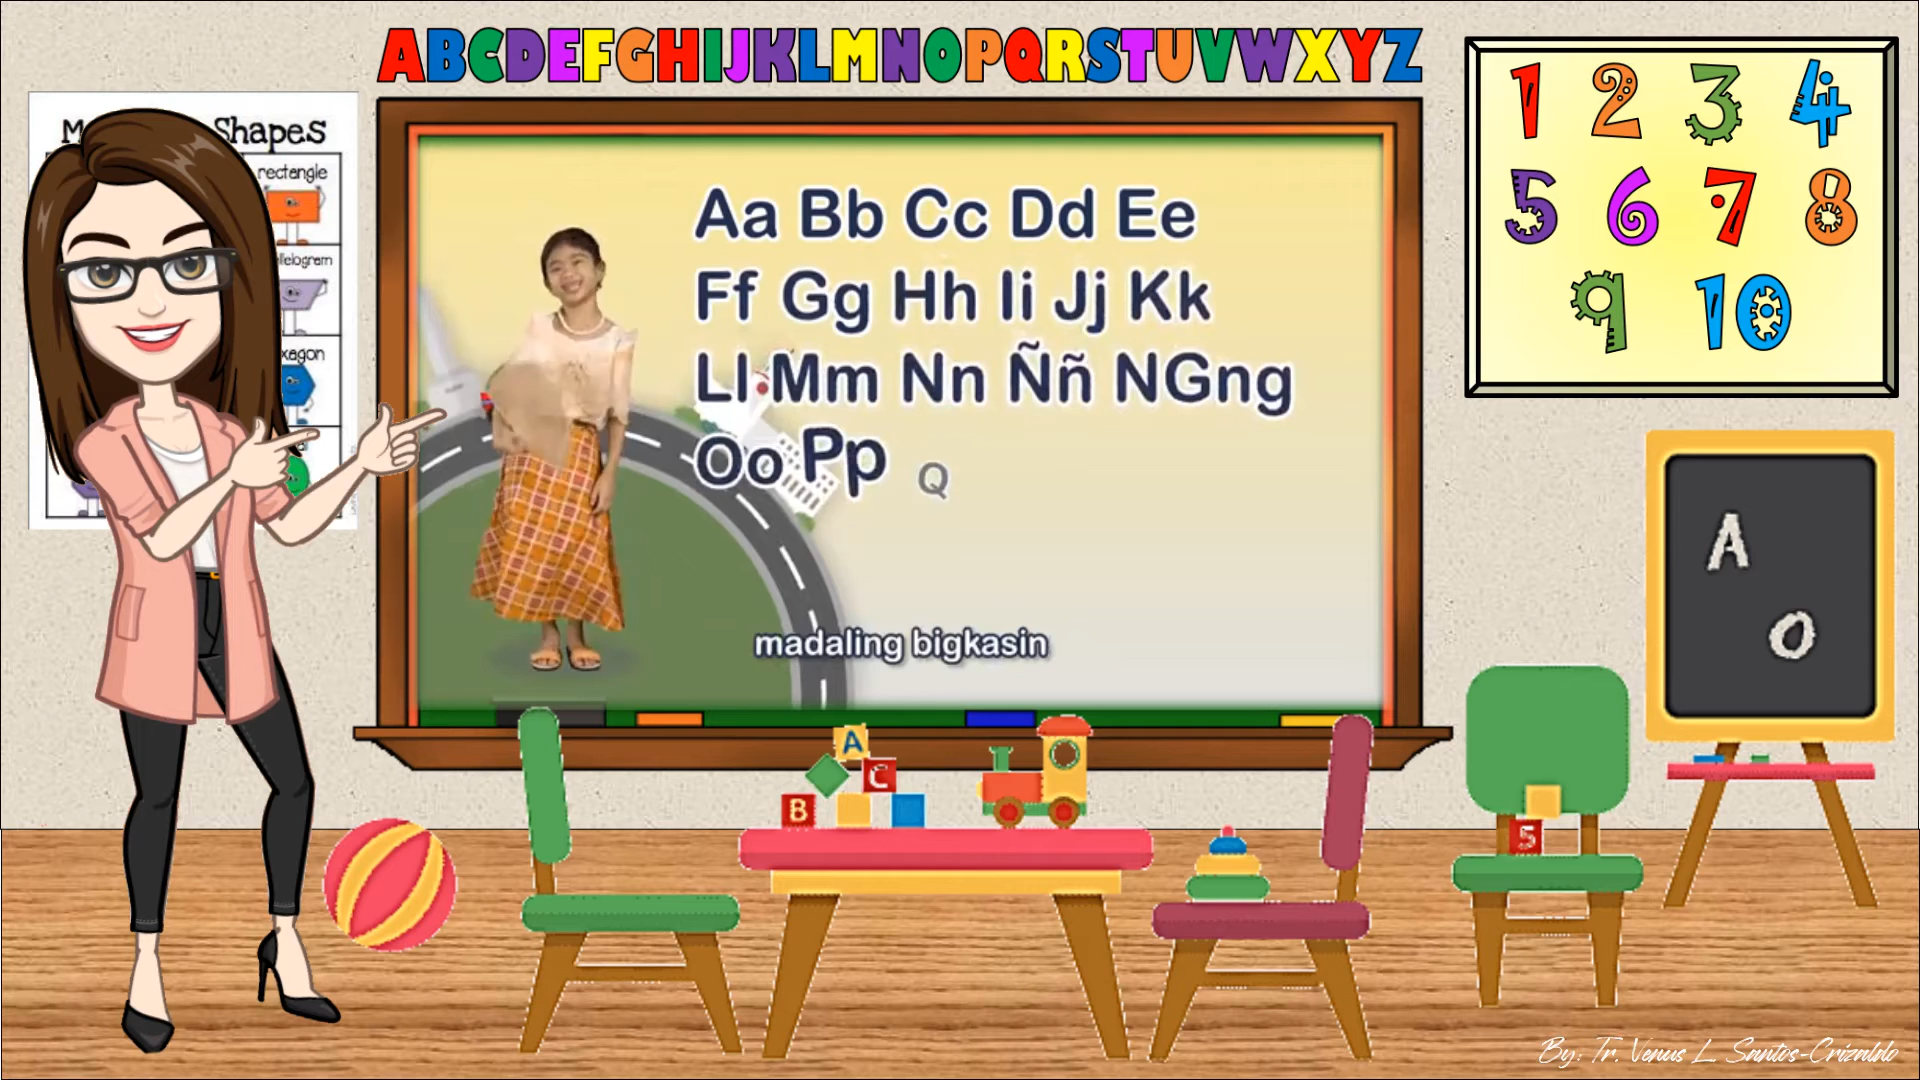 ABCDEFGHIJKLMNOPQRSTUVWXYZ
Shapes
rectangle
Aa Bb Cc Dd Ee
Ff Gg Hh Ii Jj Kk
Ll Mm Nn Ññ NGng
Oo Pp Q
madaling bigkasin
1 2 3 4
5 6 7 8
9 10
A
O
A
C
B
5
By: Tr. Venus L. Santos-Crizaldo